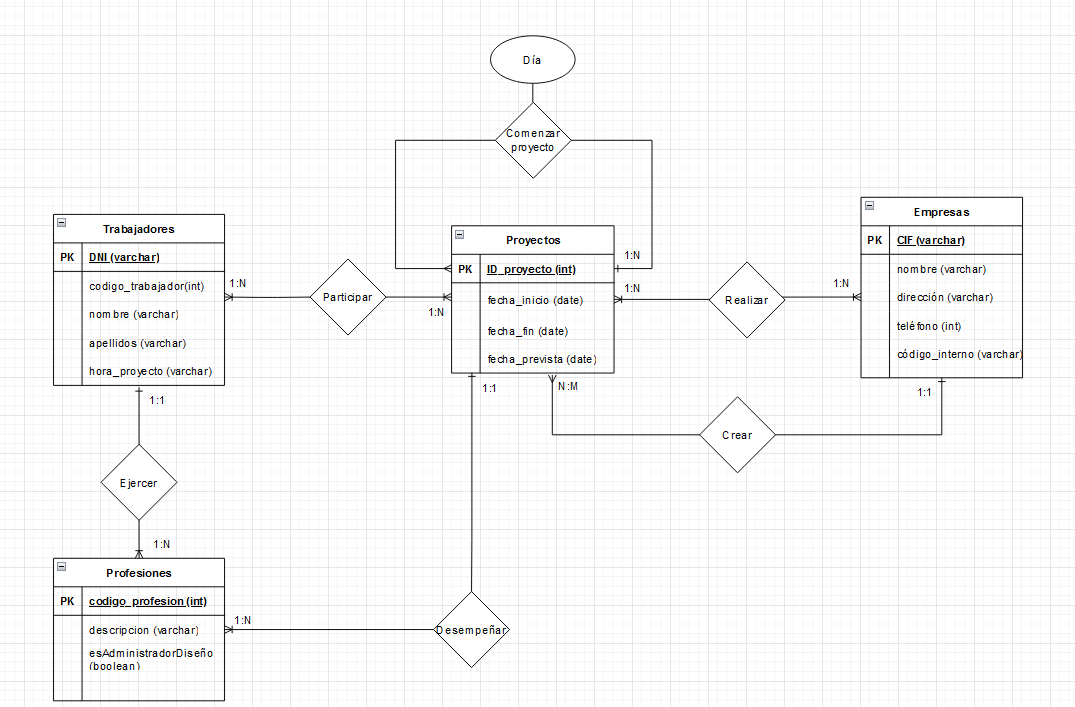 Día
Comenzar
proyecto
Trabajadores
PK DNI (varchar)
codigo_trabajador(int)
nombre (varchar)
apellidos (varchar)
hora_proyecto (varchar)
1:N
Participar
1:N
Proyectos
PK ID_proyecto (int)
fecha_inicio (date)
fecha_fin (date)
fecha_prevista (date)
1:N
1:N
Realizar
1:N
Empresas
PK CIF (varchar)
nombre (varchar)
dirección (varchar)
teléfono (int)
código_interno (varchar)
1:1
N:M
1:1
Crear
1:1
Ejercer
1:N
Profesiones
PK codigo_profesion (int)
descripcion (varchar)
esAdministradorDiseño
(boolean)
1:N
Desempeñar